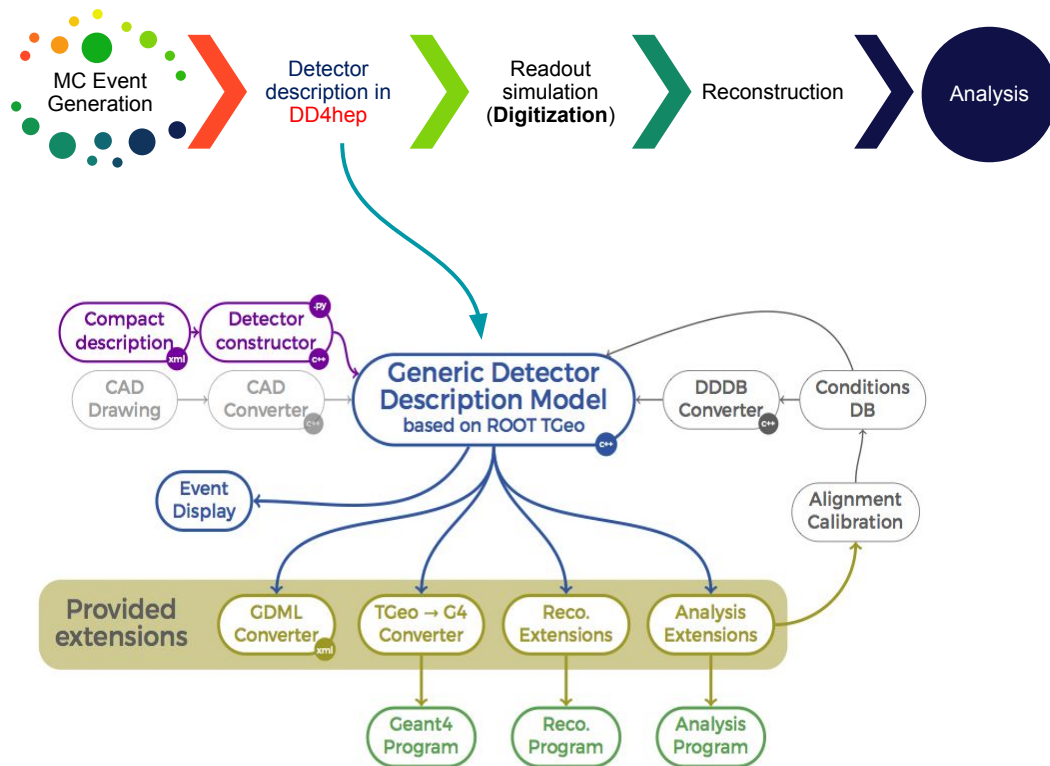 MC Event
Generation
Detector
description in
DD4hep
Readout
simulation
(Digitization)
Reconstruction
Analysis
.py
Compact
description
xml
Detector
constructor
c++
CAD
Drawing
CAD
Converter
c++
Generic Detector
Description Model
based on ROOT TGeo
c++
DDDB
Converter
c++
Conditions
DB
Event
Display
Alignment
Calibration
Provided
extensions
GDML
Converter
xml
TGeo → G4
Converter
Reco.
Extensions
Analysis
Extensions
Geant4
Program
Reco.
Program
Analysis
Program